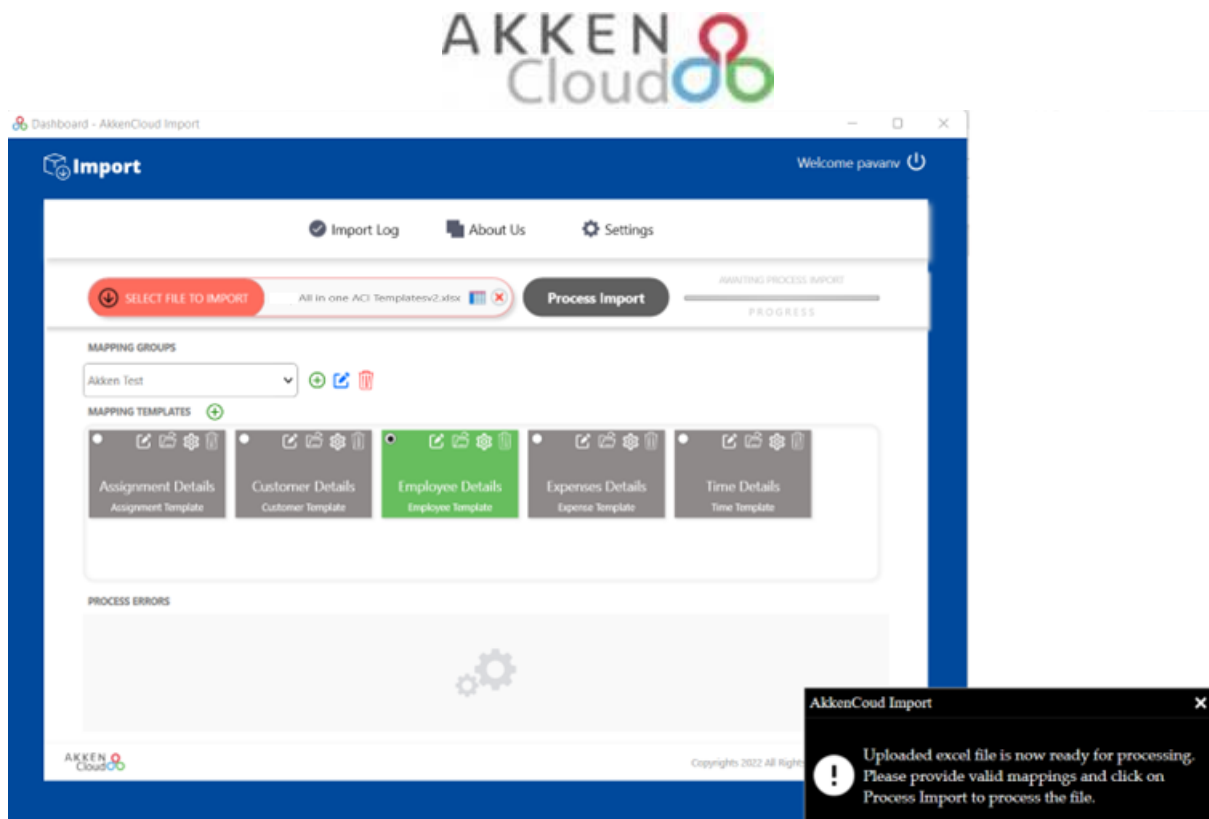 AKKEN
Cloud
Dashboard - AkkenCloud Import
Import
Welcome pavanv
Import Log
About Us
Settings
SELECT FILE TO IMPORT
All in one ACI Templatesv2.xlsx
Process Import
AWAITING PROCESS IMPORT
PROGRESS
MAPPING GROUPS
Akken Test
MAPPING TEMPLATES
Assignment Details
Assignment Template
Customer Details
Customer Template
Employee Details
Employee Template
Expenses Details
Expense Template
Time Details
Time Template
PROCESS ERRORS
AKKEN
Cloud
Copyrights 2022 All Rights
AkkenCoud Import
Uploaded excel file is now ready for processing.
Please provide valid mappings and click on
Process Import to process the file.